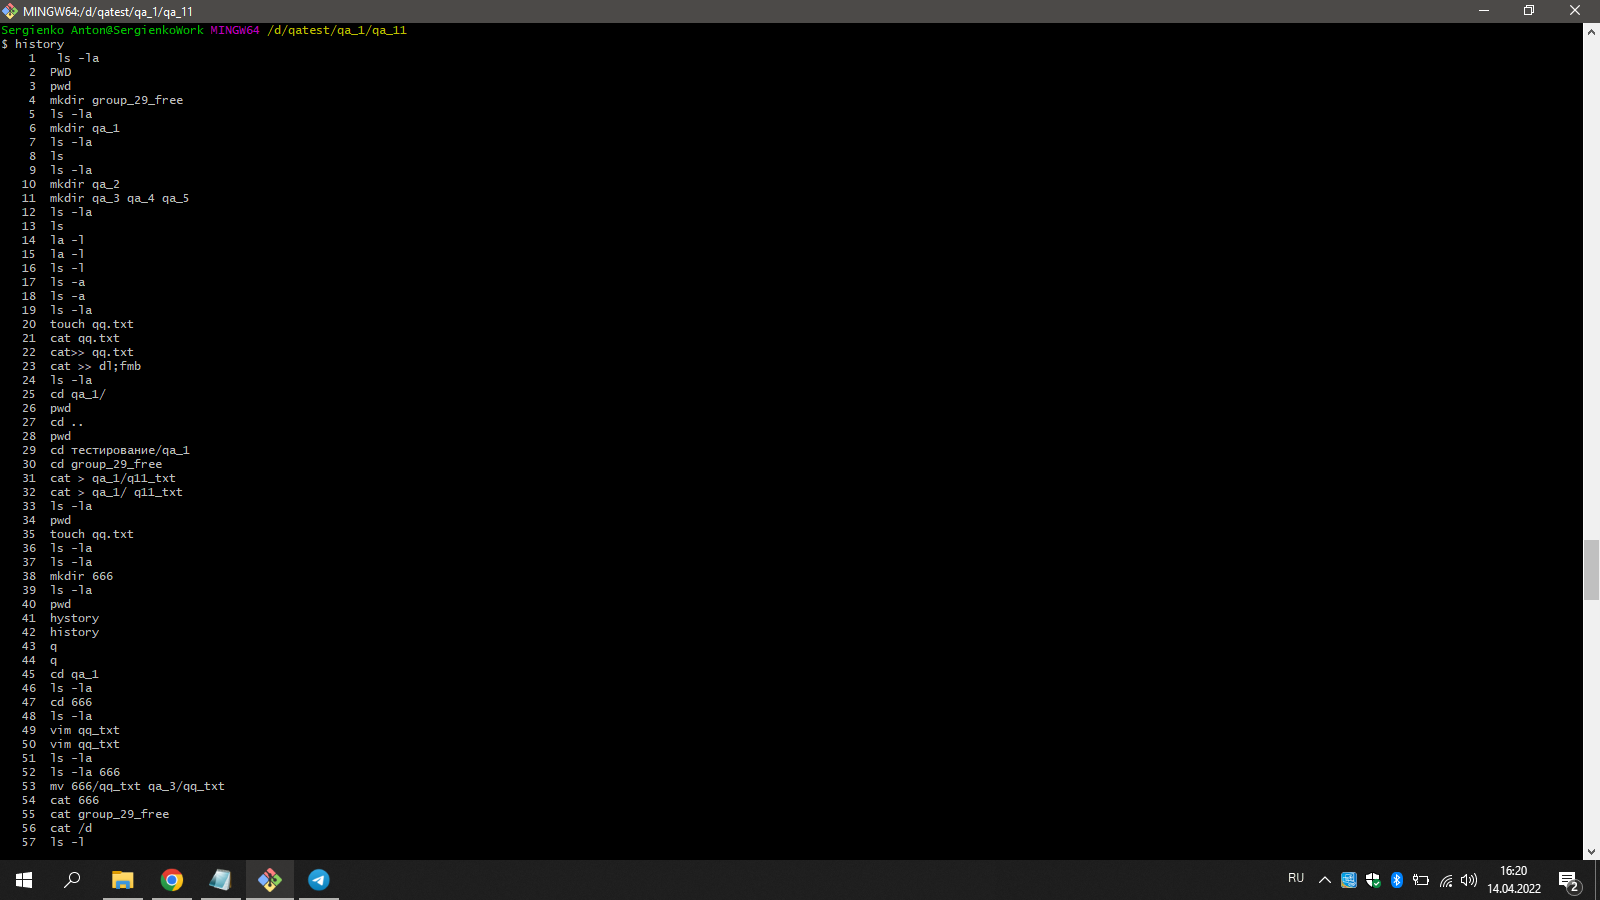 MINGW64:/d/qatest/qa_1/qa_11
Sergienko Anton@SergienkoWork MINGW64 /d/qatest/qa_1/qa_11
$ history
1 ls -la
2 PWD
3 pwd
4 mkdir group_29_free
5 ls -la
6 mkdir qa_1
7 ls -la
8 ls
9 ls -la
10 mkdir qa_2
11 mkdir qa_3 qa_4 qa_5
12 ls -la
13 ls
14 la -l
15 la -l
16 ls -l
17 ls -a
18 ls -a
19 ls -la
20 touch qq.txt
21 cat qq.txt
22 cat>> qq.txt
23 cat >> dl;fmb
24 ls -la
25 cd qa_1/
26 pwd
27 cd ..
28 pwd
29 cd тестирование/qa_1
30 cd group_29_free
31 cat > qa_1/q11_txt
32 cat > qa_1/ q11_txt
33 ls -la
34 pwd
35 touch qq.txt
36 ls -la
37 ls -la
38 mkdir 666
39 ls -la
40 pwd
41 hystory
42 history
43 q
44 q
45 cd qa_1
46 ls -la
47 cd 666
48 ls -la
49 vim qq_txt
50 vim qq_txt
51 ls -la
52 ls -la 666
53 mv 666/qq_txt qa_3/qq_txt
54 cat 666
55 cat group_29_free
56 cat /d
57 ls -l
RU
16:20
14.04.2022
2